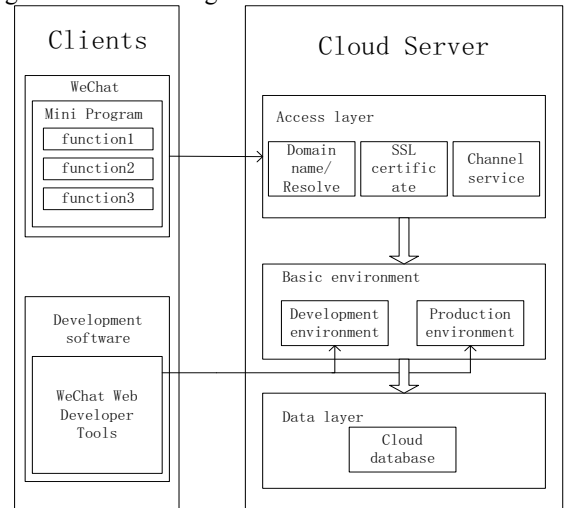 Clients
WeChat
Mini Program
function1
function2
function3
Development
software
WeChat Web
Developer
Tools
Cloud Server
Access layer
Domain
name/
Resolve
SSL
certific
ate
Channel
service
Basic environment
Development
environment
Production
environment
Data layer
Cloud
database